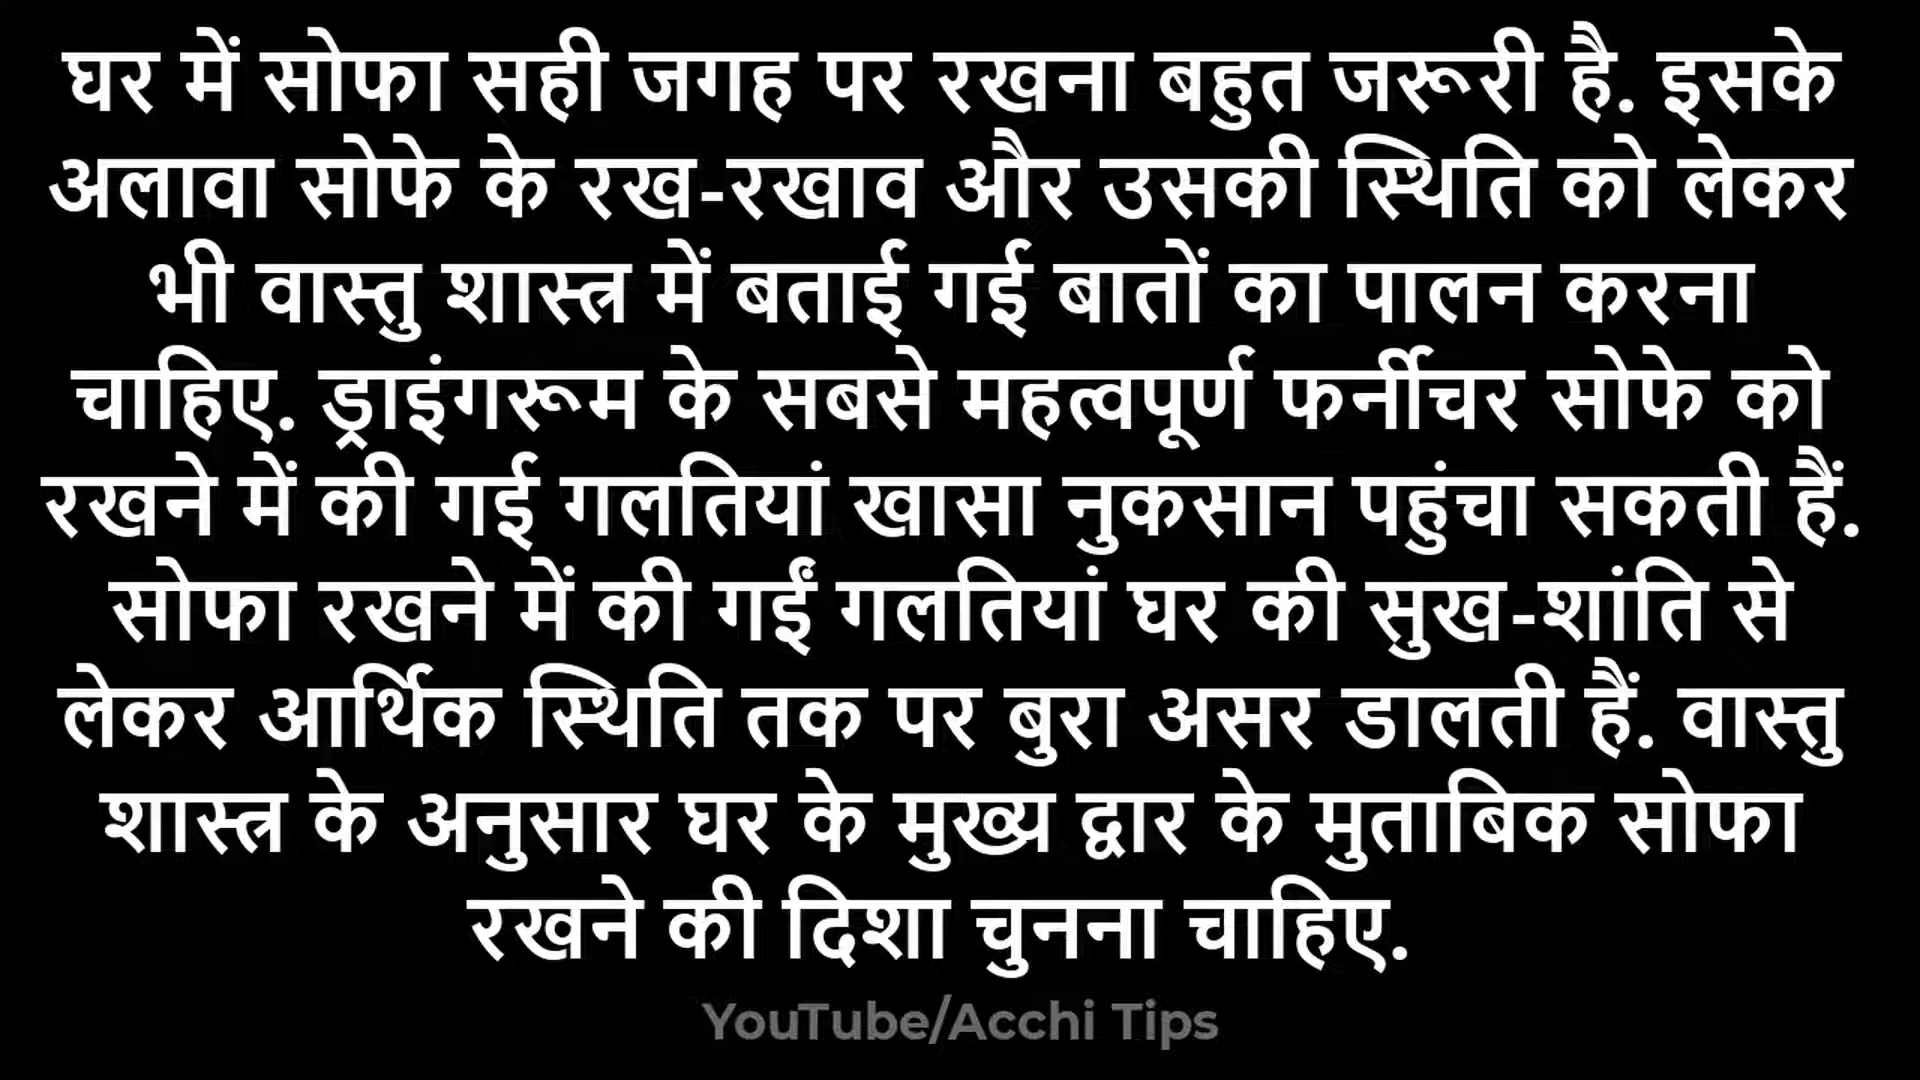 घर में सोफा सही जगह पर रखना बहुत जरूरी है. इसके
अलावा सोफे के रख-रखाव और उसकी स्थिति को लेकर
भी वास्तु शास्त्र में बताई गई बातों का पालन करना
चाहिए. ड्राइंगरूम के सबसे महत्वपूर्ण फर्नीचर सोफे को
रखने में की गई गलतियां खासा नुकसान पहुंचा सकती हैं.
सोफा रखने में की गईं गलतियां घर की सुख-शांति से
लेकर आर्थिक स्थिति तक पर बुरा असर डालती हैं. वास्तु
शास्त्र के अनुसार घर के मुख्य द्वार के मुताबिक सोफा
रखने की दिशा चुनना चाहिए.
YouTube/Acchi Tips